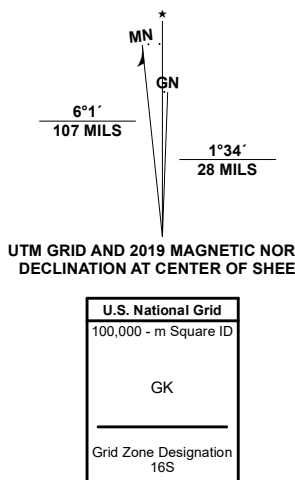 ★
MN
GN
6°1´
107 MILS
1°34´
28 MILS
UTM GRID AND 2019 MAGNETIC NOR
DECLINATION AT CENTER OF SHEE
U.S. National Grid
100,000 - m Square ID
GK
Grid Zone Designation
16S